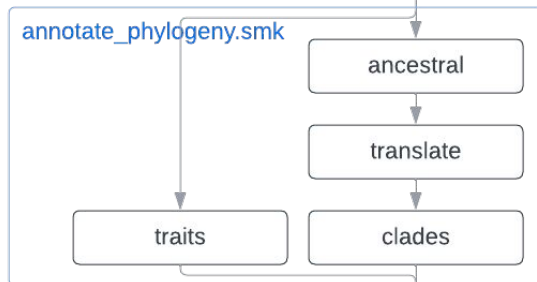 annotate_phylogeny.smk
ancestral
translate
traits
clades